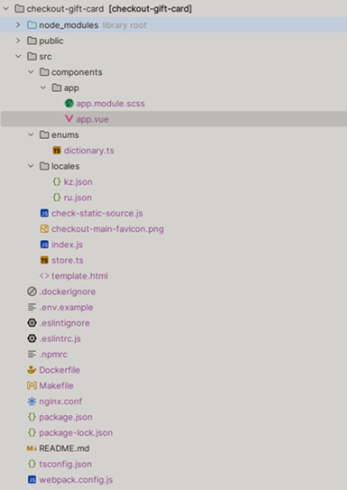 checkout-gift-card [checkout-gift-card]
node_modules library root
public
src
components
app
app.module.scss
app.vue
enums
dictionary.ts
locales
kz.json
ru.json
check-static-source.js
checkout-main-favicon.png
index.js
store.ts
template.html
.dockerignore
.env.example
.eslintignore
.eslintrc.js
.npmrc
Dockerfile
Makefile
nginx.conf
package.json
package-lock.json
README.md
tsconfig.json
webpack.config.js